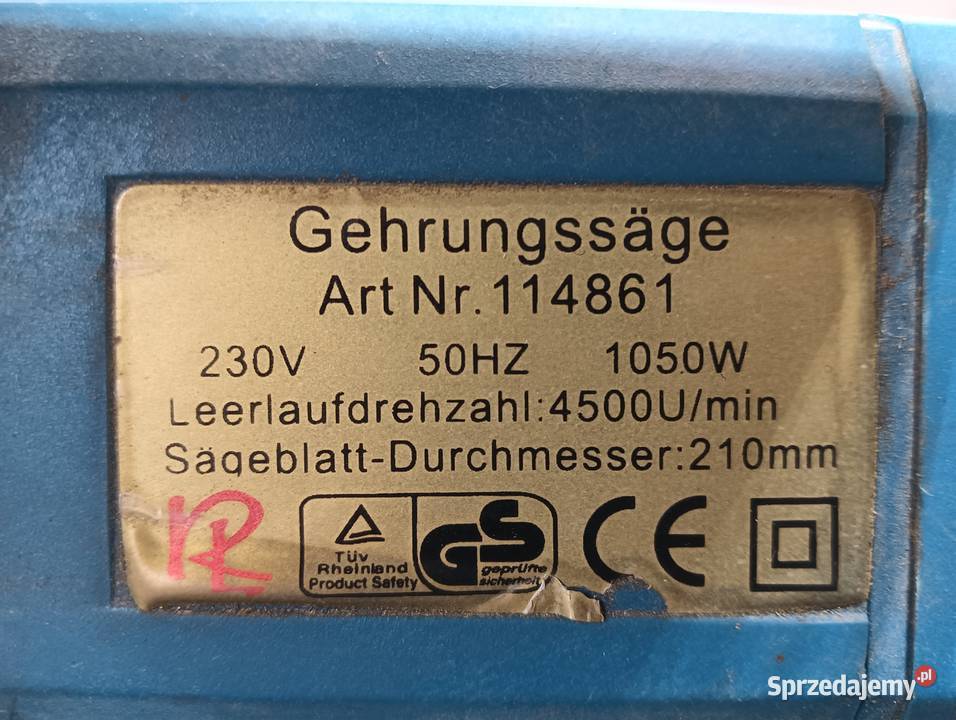 Gehrungssäge
Art Nr.114861
230V 50HZ 1050W
Leerlaufdrehzahl:4500U/min
Sägeblatt-Durchmesser:210mm
TÜV
Rheinland
Product Safety
GS
geprüfte
sicherheit
CE
Sprzedajemy.pl